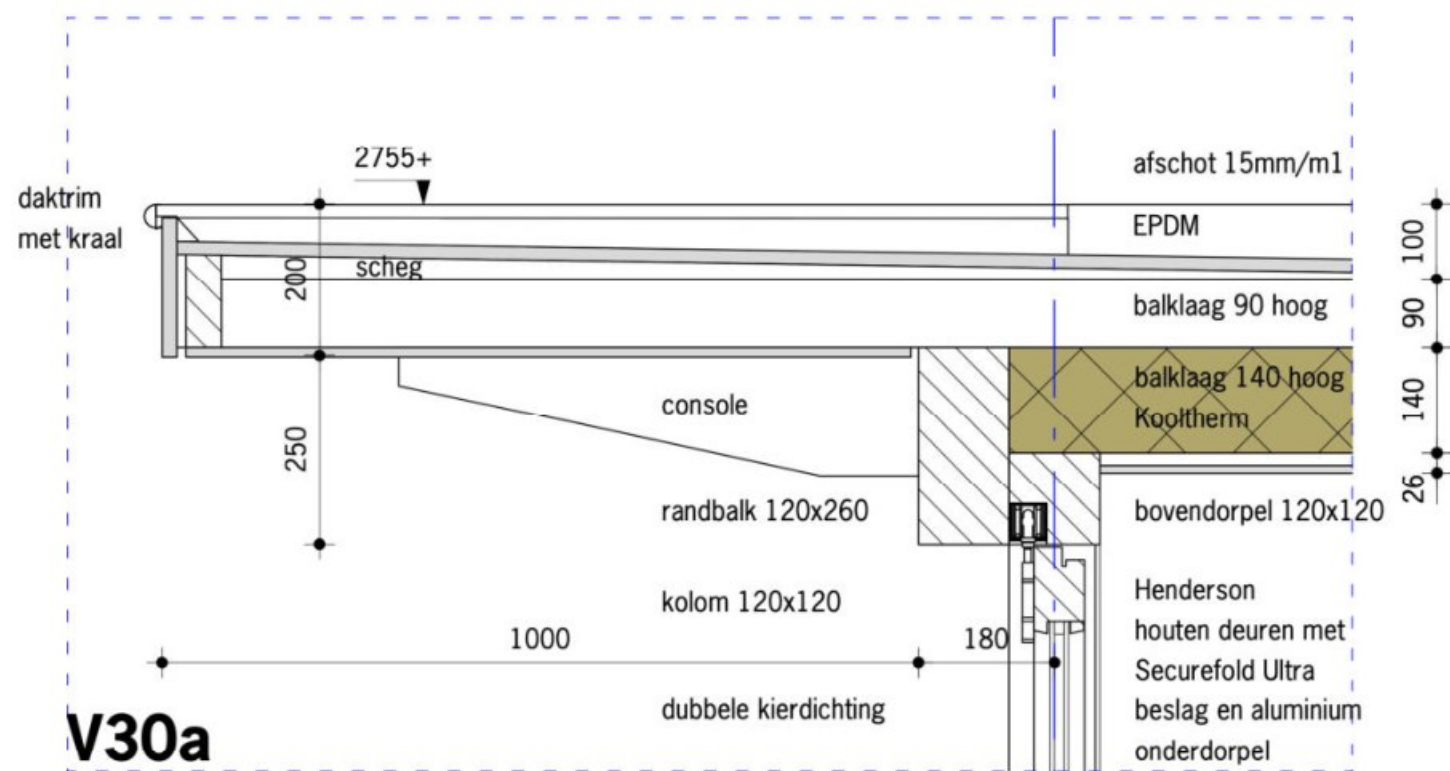 2755+
afschot 15mm/m1
daktrim
met kraal
EPDM
100
200
scheg
balklaag 90 hoog
90
balklaag 140 hoog
Kooltherm
140
console
250
26
randbalk 120x260
bovendorpel 120x120
kolom 120x120
Henderson
houten deuren met
Securefold Ultra
beslag en aluminium
onderdorpel
1000
180
dubbele kierdichting
V30a